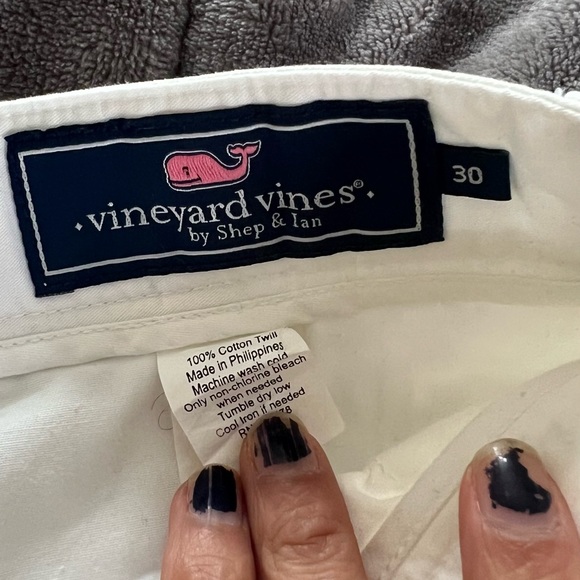 vineyard vines®
by Shep & Ian
30
100% Cotton Twill
Made in Philippines
Machine wash cold
Only non-chlorine bleach
when needed
Tumble dry low
Cool Iron if needed
78